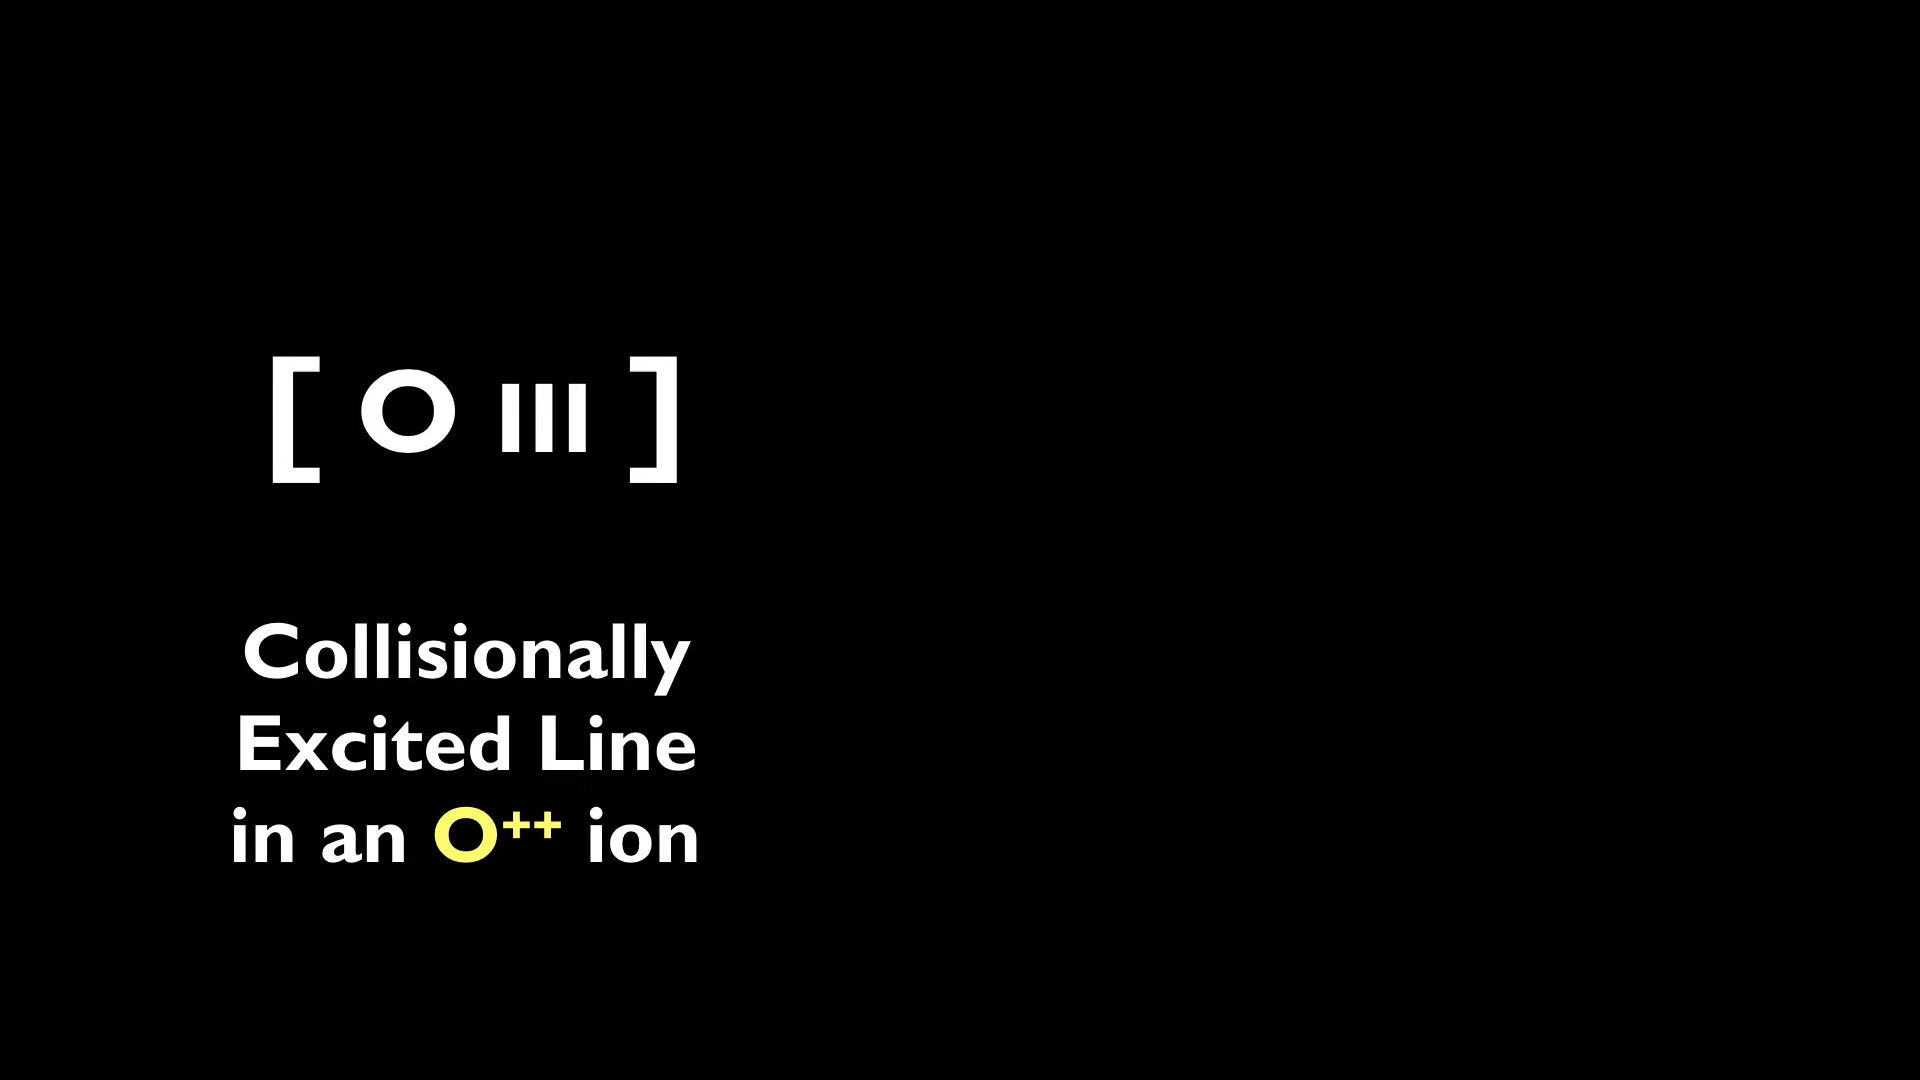 [ O III ]
Collisionally
Excited Line
in an O⁺⁺ ion